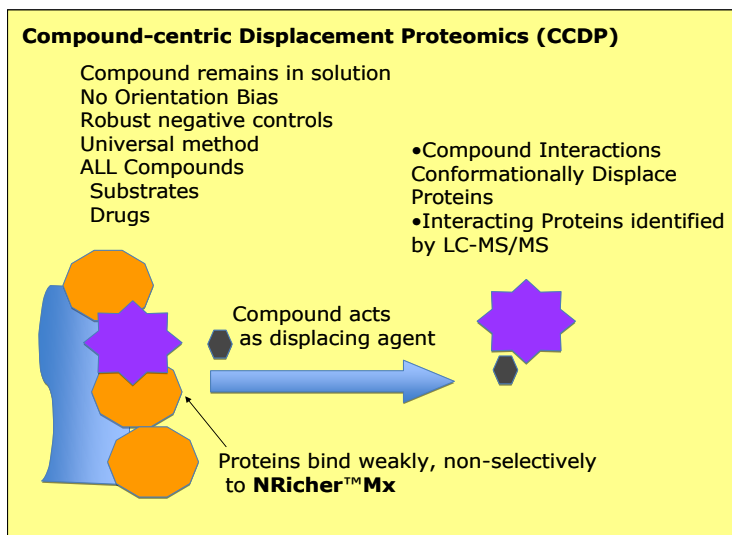 Compound-centric Displacement Proteomics (CCDP)
Compound remains in solution
No Orientation Bias
Robust negative controls
Universal method
ALL Compounds
Substrates
Drugs
•Compound Interactions
Conformationally Displace
Proteins
•Interacting Proteins identified
by LC-MS/MS
Compound acts
as displacing agent
Proteins bind weakly, non-selectively
to NRicher™Mx